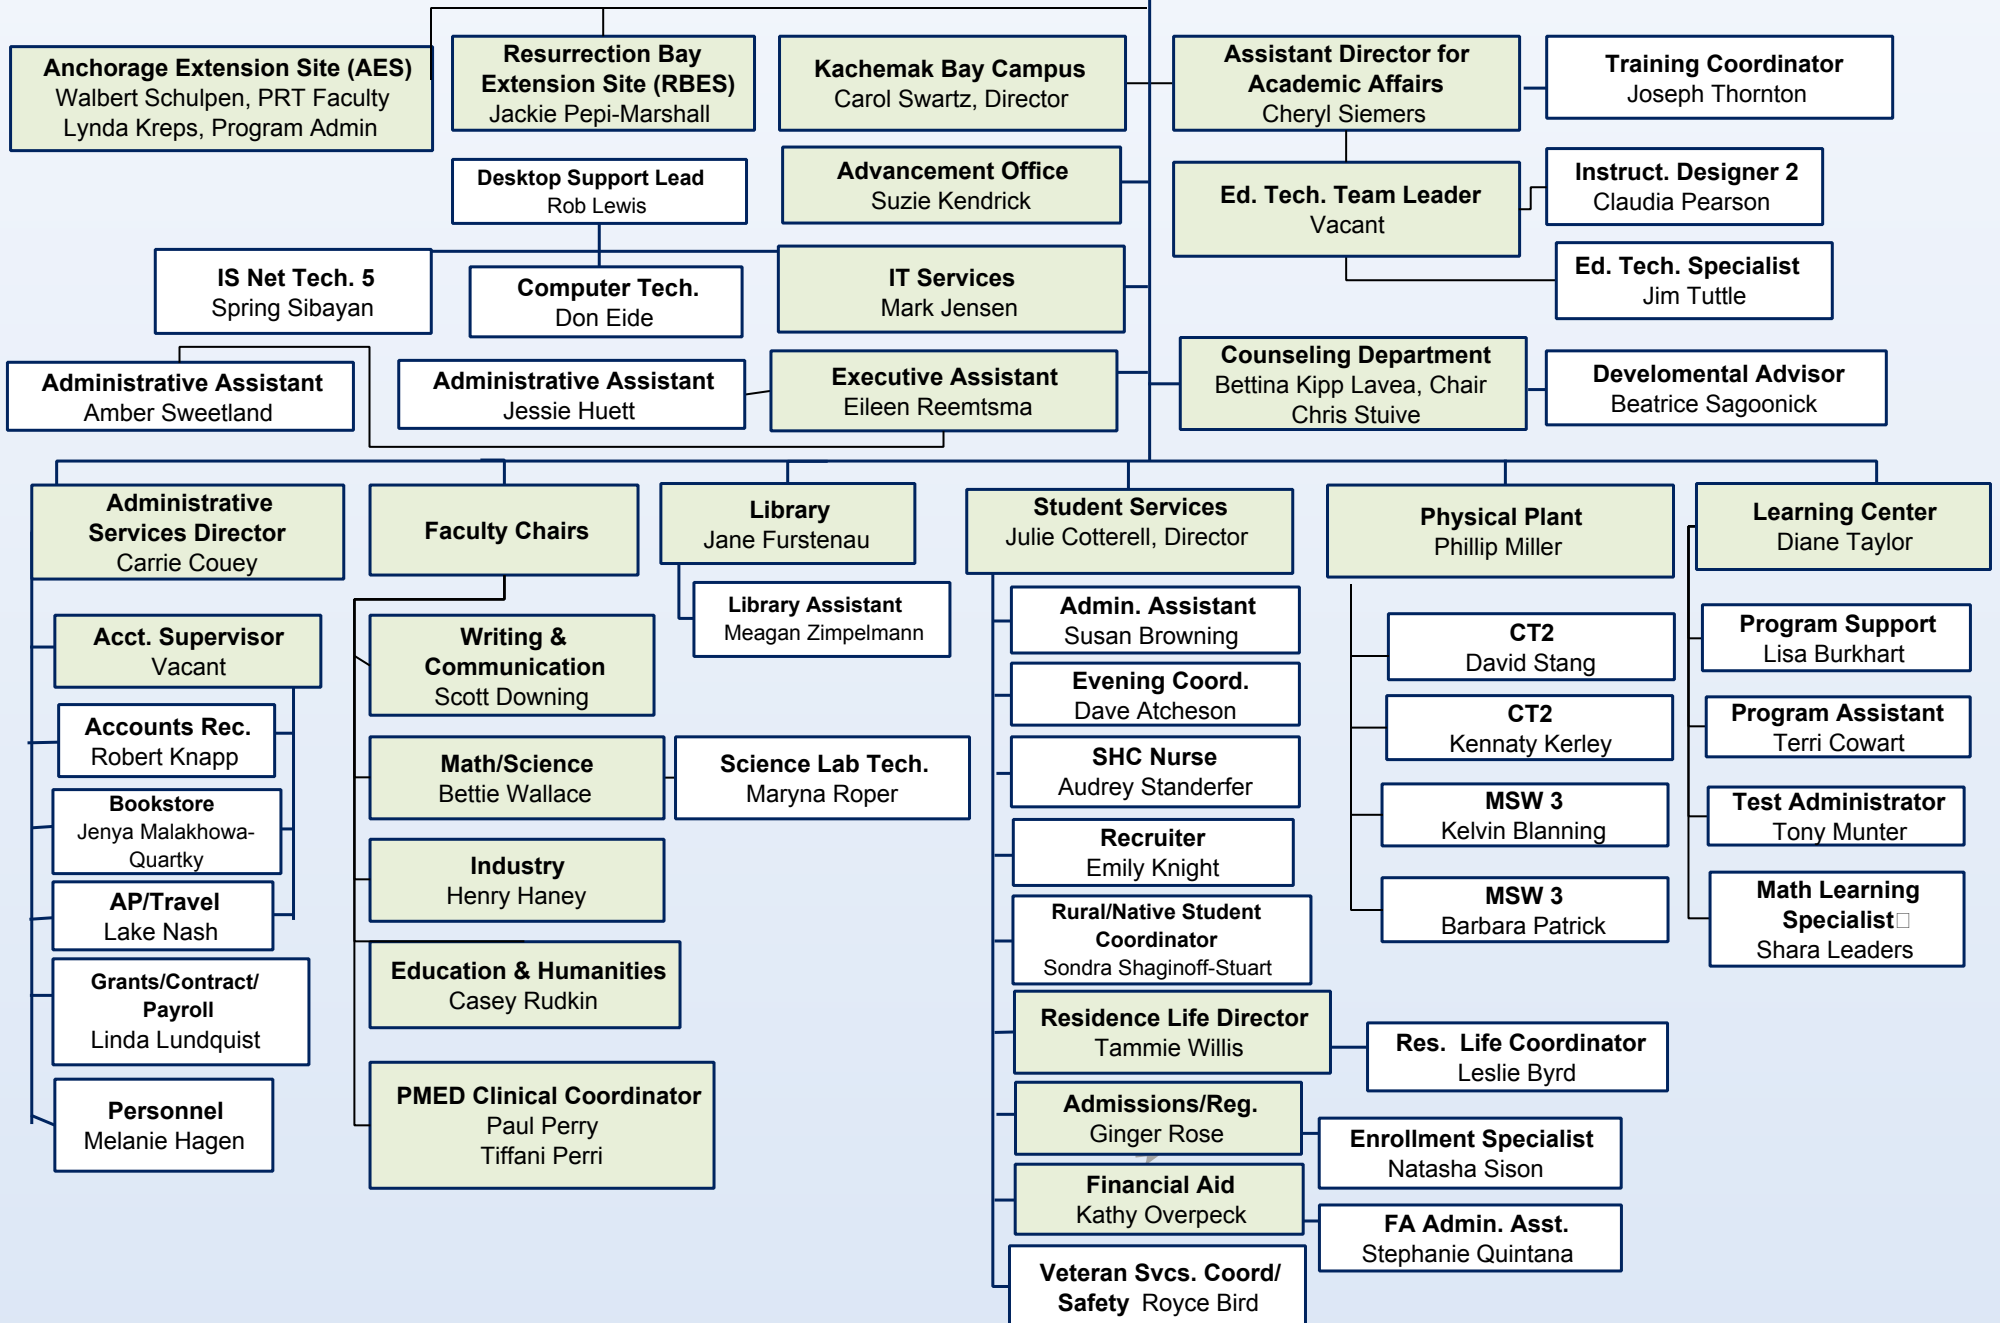 Anchorage Extension Site (AES)
Walbert Schulpen, PRT Faculty
Lynda Kreps, Program Admin
Resurrection Bay
Extension Site (RBES)
Jackie Pepi-Marshall
Kachemak Bay Campus
Carol Swartz, Director
Assistant Director for
Academic Affairs
Cheryl Siemers
Training Coordinator
Joseph Thornton
Desktop Support Lead
Rob Lewis
Advancement Office
Suzie Kendrick
Ed. Tech. Team Leader
Vacant
Instruct. Designer 2
Claudia Pearson
IS Net Tech. 5
Spring Sibayan
Computer Tech.
Don Eide
IT Services
Mark Jensen
Ed. Tech. Specialist
Jim Tuttle
Administrative Assistant
Amber Sweetland
Administrative Assistant
Jessie Huett
Executive Assistant
Eileen Reemtsma
Counseling Department
Bettina Kipp Lavea, Chair
Chris Stuive
Develomental Advisor
Beatrice Sagoonick
Administrative
Services Director
Carrie Couey
Faculty Chairs
Library
Jane Furstenau
Student Services
Julie Cotterell, Director
Physical Plant
Phillip Miller
Learning Center
Diane Taylor
Acct. Supervisor
Vacant
Accounts Rec.
Robert Knapp
Bookstore
Jenya Malakhowa-
Quartky
AP/Travel
Lake Nash
Grants/Contract/
Payroll
Linda Lundquist
Personnel
Melanie Hagen
Writing &
Communication
Scott Downing
Math/Science
Bettie Wallace
Science Lab Tech.
Maryna Roper
Industry
Henry Haney
Education & Humanities
Casey Rudkin
PMED Clinical Coordinator
Paul Perry
Tiffani Perri
Library Assistant
Meagan Zimpelmann
Admin. Assistant
Susan Browning
Evening Coord.
Dave Atcheson
SHC Nurse
Audrey Standerfer
Recruiter
Emily Knight
Rural/Native Student
Coordinator
Sondra Shaginoff-Stuart
Residence Life Director
Tammie Willis
Res. Life Coordinator
Leslie Byrd
Admissions/Reg.
Ginger Rose
Enrollment Specialist
Natasha Sison
Financial Aid
Kathy Overpeck
FA Admin. Asst.
Stephanie Quintana
Veteran Svcs. Coord/
Safety Royce Bird
CT2
David Stang
CT2
Kennaty Kerley
MSW 3
Kelvin Blanning
MSW 3
Barbara Patrick
Program Support
Lisa Burkhart
Program Assistant
Terri Cowart
Test Administrator
Tony Munter
Math Learning
Specialist
Shara Leaders